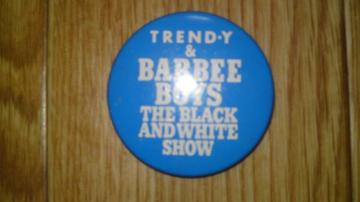 TREND-Y
&
BARBEE
BOYS
THE BLACK
AND WHITE
SHOW